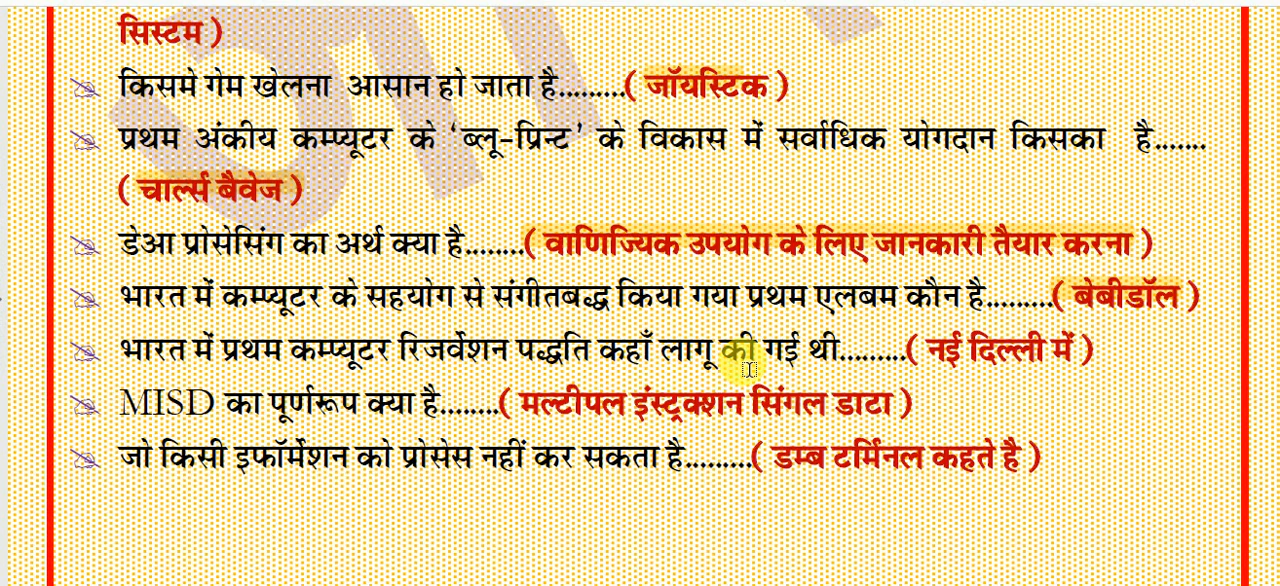 सिस्टम )
किसमे गेम खेलना आसान हो जाता है.........( जॉयस्टिक )
प्रथम अंकीय कम्प्यूटर के 'ब्लू-प्रिन्ट' के विकास में सर्वाधिक योगदान किसका है.......
( चार्ल्स बैवेज )
डेआ प्रोसेसिंग का अर्थ क्या है........( वाणिज्यिक उपयोग के लिए जानकारी तैयार करना )
भारत में कम्प्यूटर के सहयोग से संगीतबद्ध किया गया प्रथम एलबम कौन है.........( बेबीडॉल )
भारत में प्रथम कम्प्यूटर रिजर्वेशन पद्धति कहाँ लागू की गई थी.........( नई दिल्ली में )
MISD का पूर्णरूप क्या है........( मल्टीपल इंस्ट्रक्शन सिंगल डाटा )
जो किसी इफॉर्मेशन को प्रोसेस नहीं कर सकता है.........( डम्ब टर्मिनल कहते है )